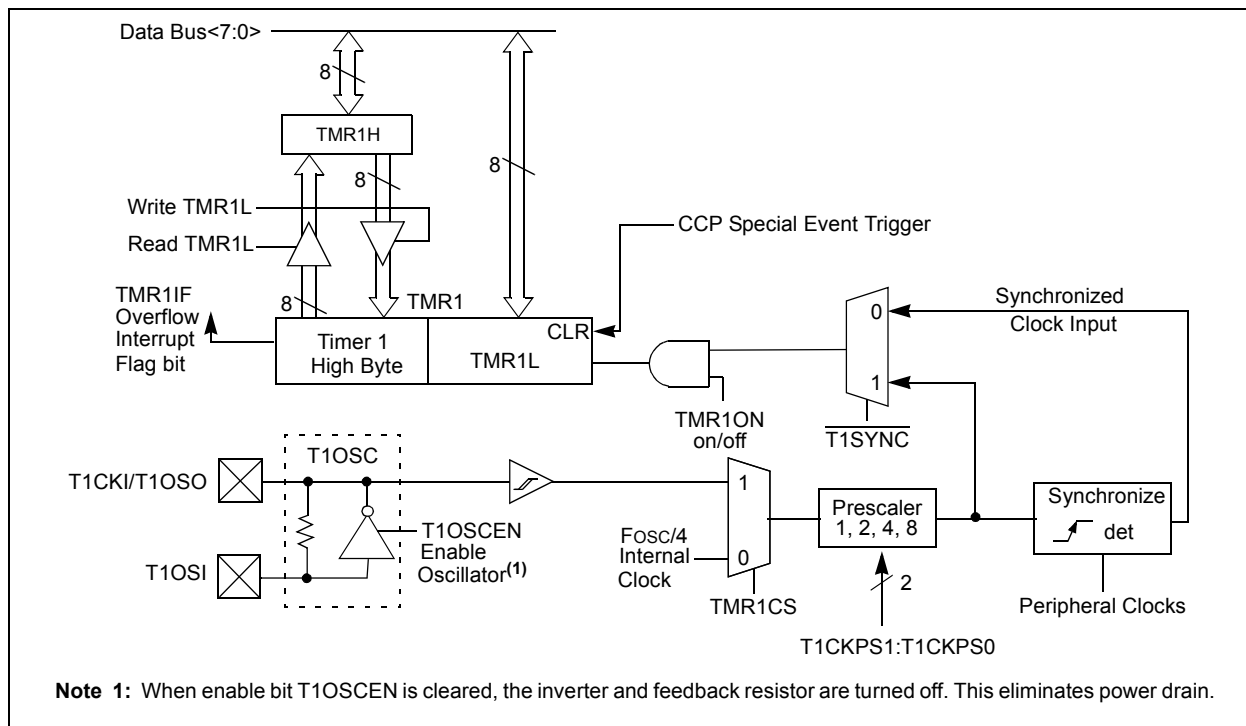 Data Bus<7:0>
8
TMR1H
8
8
Write TMR1L
CCP Special Event Trigger
Read TMR1L
TMR1IF
Overflow
Interrupt
Flag bit
8
TMR1
Timer 1
High Byte
CLR
TMR1L
0
1
Synchronized
Clock Input
TMR1ON
on/off
T1SYNC
T1OSC
T1CKI/T1OSO
T1OSI
T1OSCEN
Enable
Oscillator(1)
1
0
FOSC/4
Internal
Clock
TMR1CS
Prescaler
1, 2, 4, 8
2
T1CKPS1:T1CKPS0
Synchronize
det
Peripheral Clocks
Note 1: When enable bit T1OSCEN is cleared, the inverter and feedback resistor are turned off. This eliminates power drain.